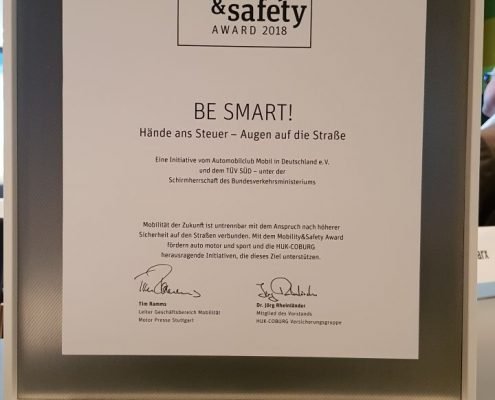 &safety
AWARD 2018
BE SMART!
Hände ans Steuer – Augen auf die Straße
Eine Initiative vom Automobilclub Mobil in Deutschland e.V.
und dem TÜV SÜD – unter der
Schirmherrschaft des Bundesverkehrsministeriums
Mobilität der Zukunft ist untrennbar mit dem Anspruch nach höherer
Sicherheit auf den Straßen verbunden. Mit dem Mobility&Safety Award
fördern auto motor und sport und die HUK-COBURG
herausragende Initiativen, die dieses Ziel unterstützen.
Tim Ramms
Leiter Geschäftsbereich Mobilität
Motor Presse Stuttgart
Dr. Jörg Rheinländer
Mitglied des Vorstands
HUK-COBURG Versicherungsgruppe
arx